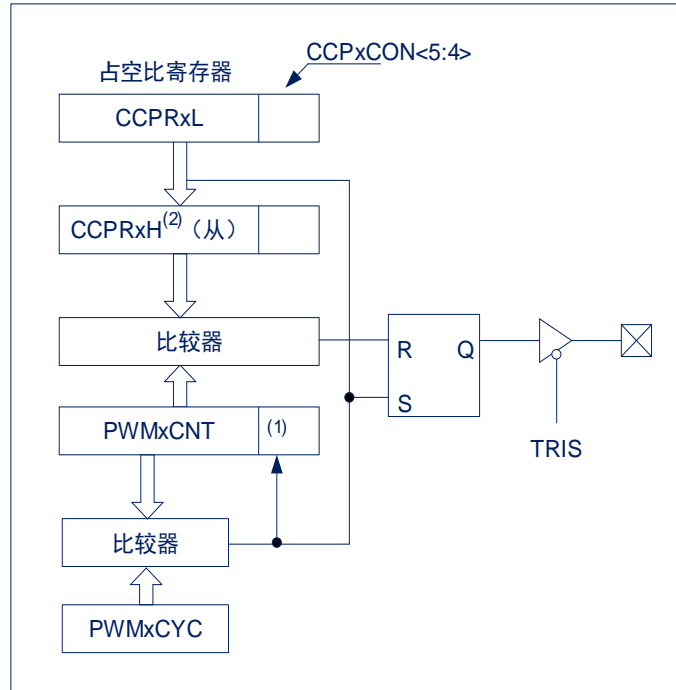 CCPxCON<5:4>
占空比寄存器
CCPRxL
CCPRxH(2)（从）
比较器
R Q
S
PWMxCNT (1)
TRIS
比较器
PWMxCYC